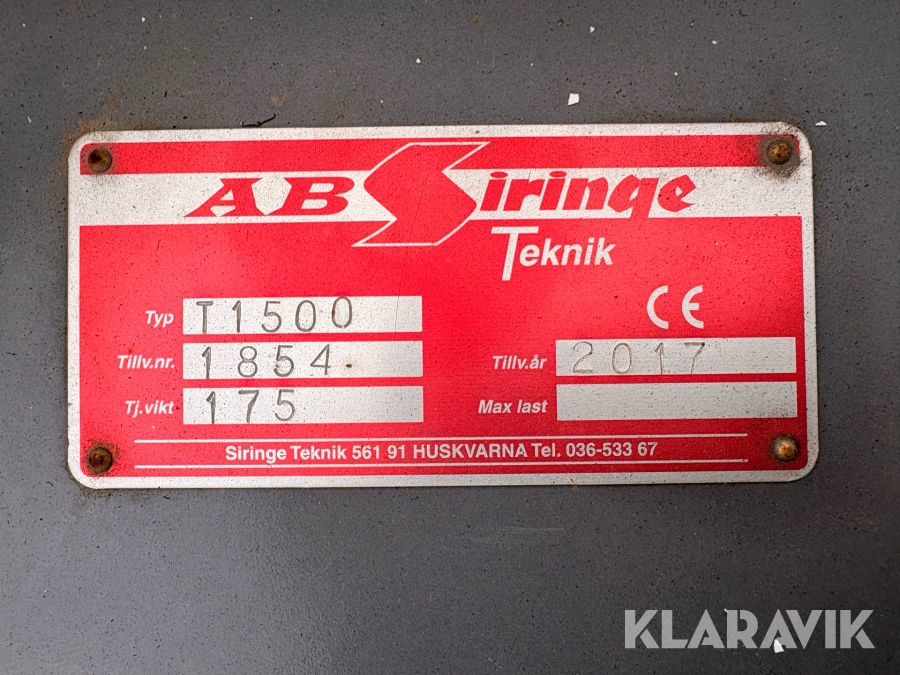 AB Siringe
Teknik
CE
Typ T1500
Tillv.nr. 1854 Tillv.år 2017
Tj.vikt 175 Max last
Siringe Teknik 561 91 HUSKVARNA Tel. 036-533 67
KLARAVIK